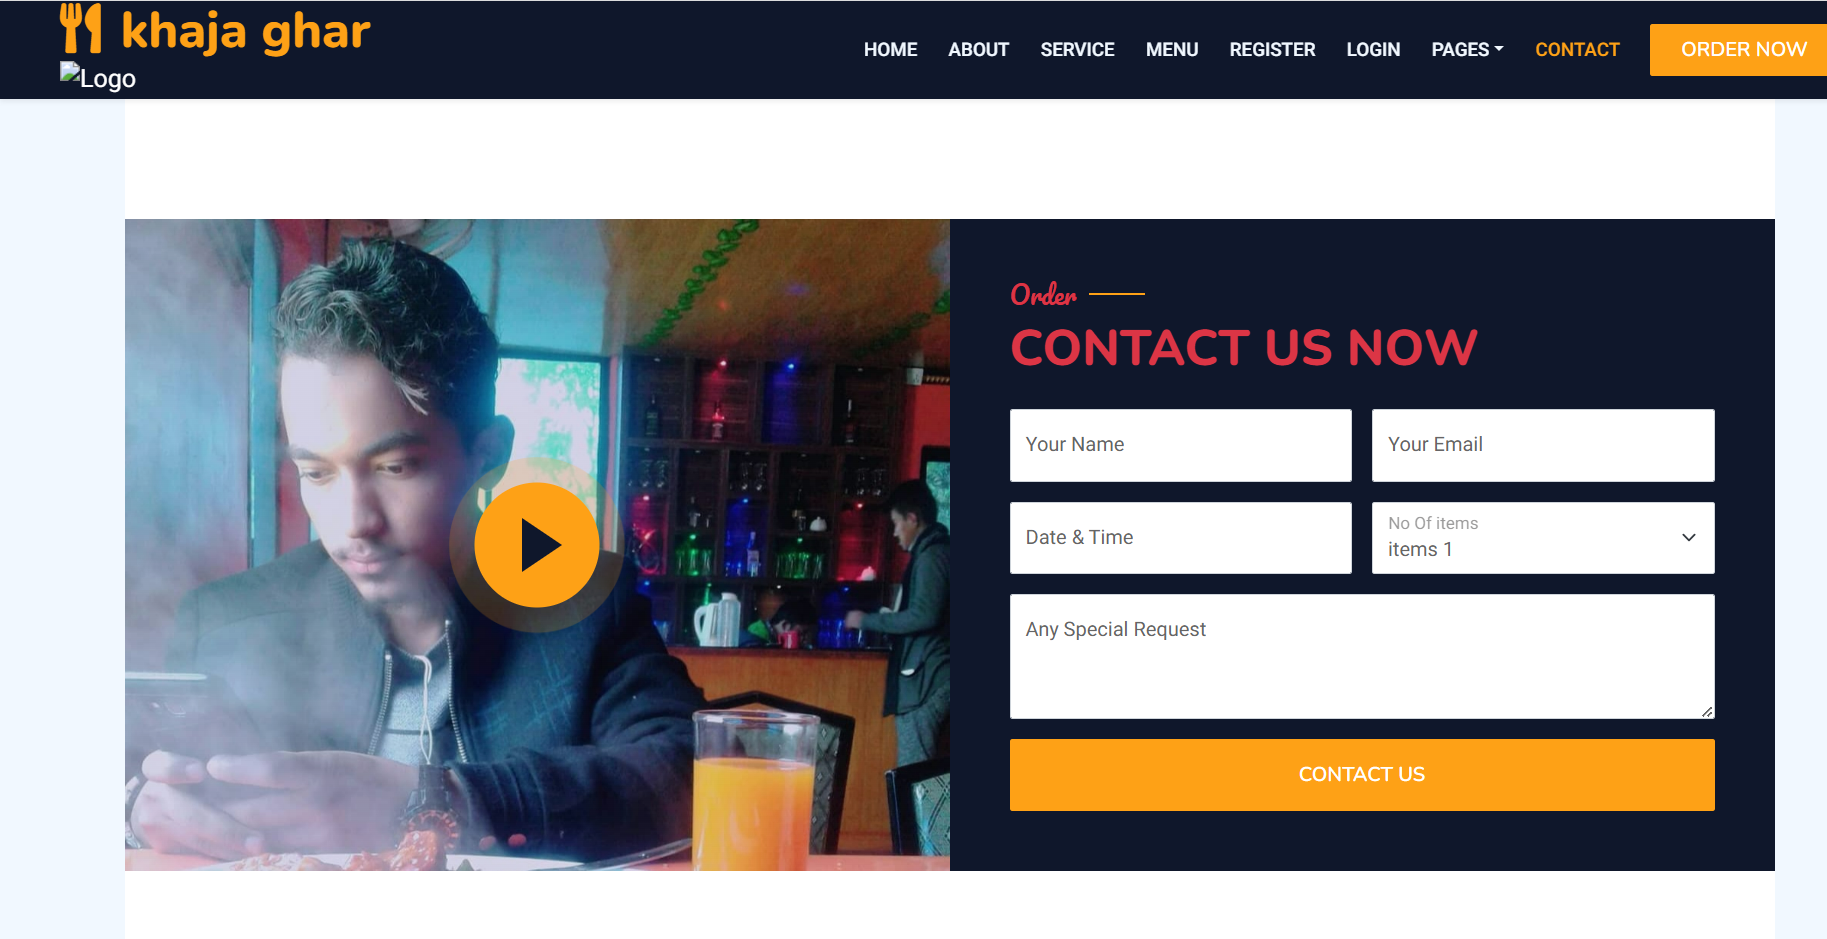 khaja ghar
Logo
HOME ABOUT SERVICE MENU REGISTER LOGIN PAGES CONTACT ORDER NOW
Order
CONTACT US NOW
Your Name Your Email
Date & Time No Of items
items 1
Any Special Request
CONTACT US